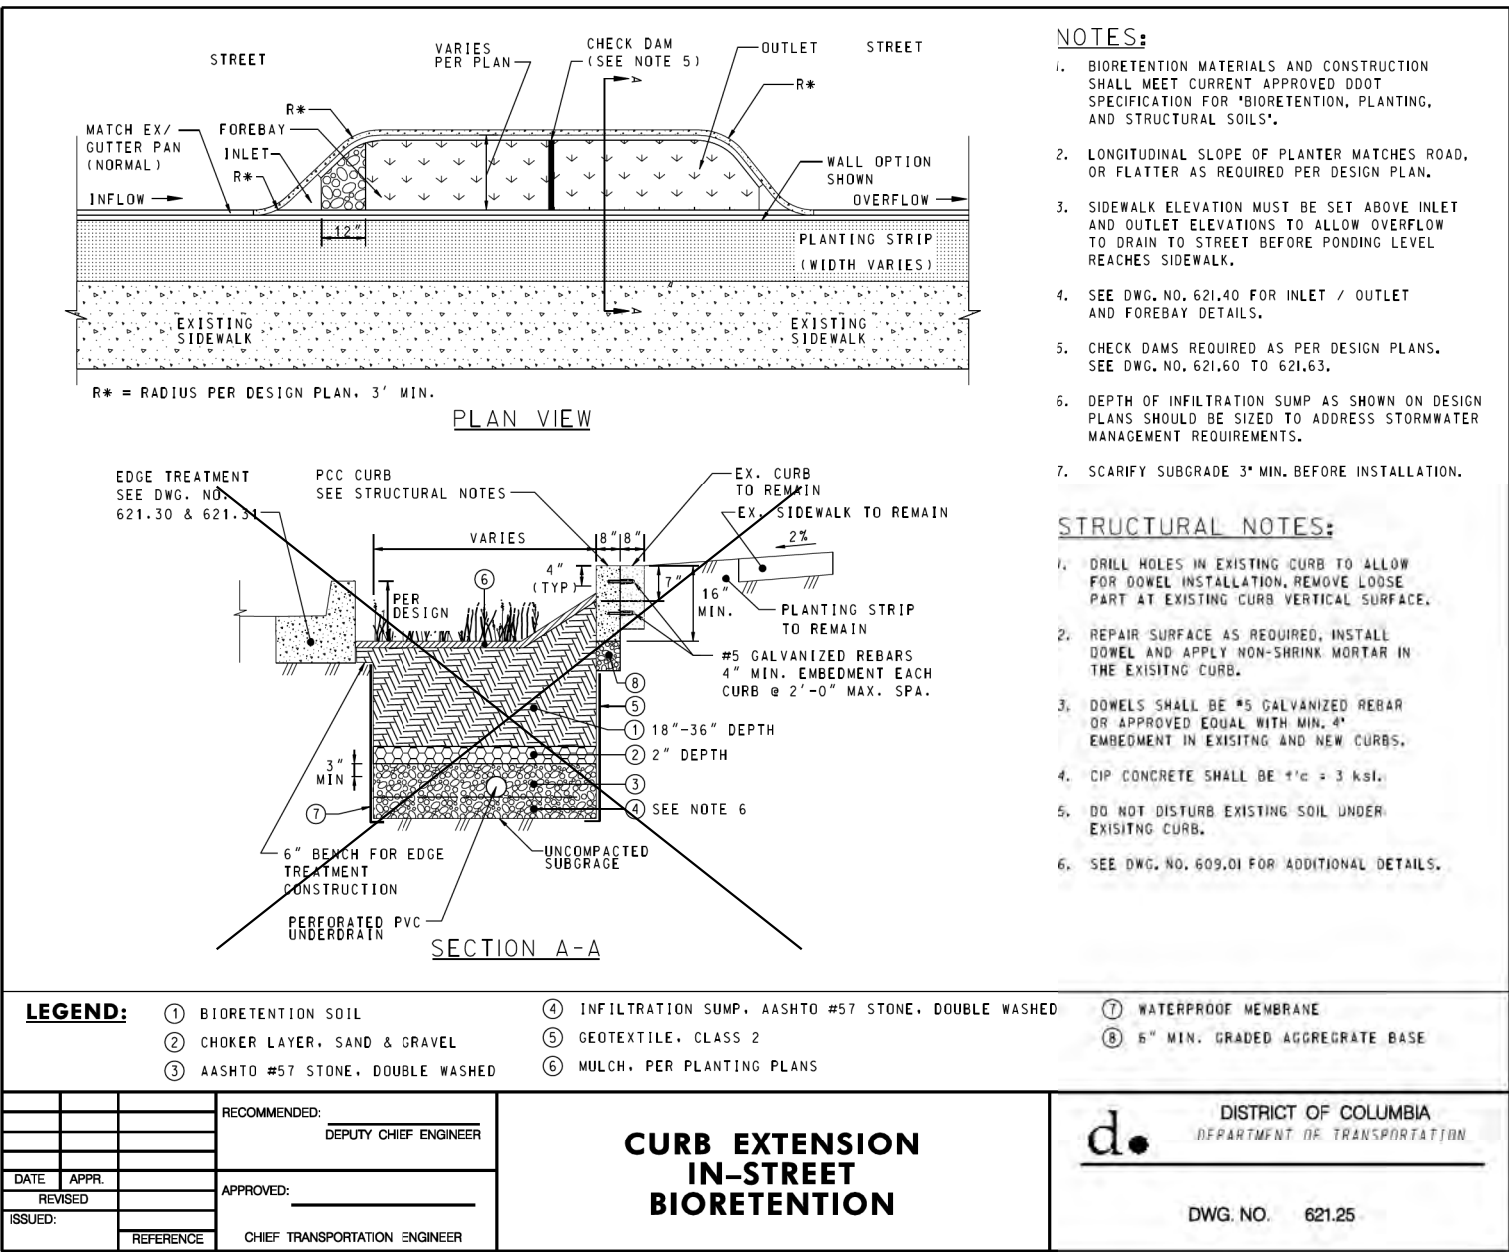 STREET
VARIES
PER PLAN
CHECK DAM
(SEE NOTE 5)
OUTLET
STREET
A
R*
R*
MATCH EX/
GUTTER PAN
(NORMAL)
FOREBAY
INLET
R*
INFLOW
WALL OPTION
SHOWN
OVERFLOW
12"
PLANTING STRIP
(WIDTH VARIES)
EXISTING
SIDEWALK
A
EXISTING
SIDEWALK
R* = RADIUS PER DESIGN PLAN, 3' MIN.
PLAN VIEW
EDGE TREATMENT
SEE DWG. NO.
621.30 & 621.31
PCC CURB
SEE STRUCTURAL NOTES
EX. CURB
TO REMAIN
EX. SIDEWALK TO REMAIN
VARIES
8"
8"
2%
4"
(TYP)
7"
16"
MIN.
6
PER
DESIGN
PLANTING STRIP
TO REMAIN
#5 GALVANIZED REBARS
4" MIN. EMBEDMENT EACH
CURB @ 2'-0" MAX. SPA.
8
5
1 18"-36" DEPTH
2 2" DEPTH
3"
MIN
3
7
4 SEE NOTE 6
6" BENCH FOR EDGE
TREATMENT
CONSTRUCTION
UNCOMPACTED
SUBGRAGE
PERFORATED PVC
UNDERDRAIN
SECTION A-A
NOTES:
1. BIORETENTION MATERIALS AND CONSTRUCTION
SHALL MEET CURRENT APPROVED DDOT
SPECIFICATION FOR "BIORETENTION, PLANTING,
AND STRUCTURAL SOILS".
2. LONGITUDINAL SLOPE OF PLANTER MATCHES ROAD,
OR FLATTER AS REQUIRED PER DESIGN PLAN.
3. SIDEWALK ELEVATION MUST BE SET ABOVE INLET
AND OUTLET ELEVATIONS TO ALLOW OVERFLOW
TO DRAIN TO STREET BEFORE PONDING LEVEL
REACHES SIDEWALK.
4. SEE DWG. NO. 621.40 FOR INLET / OUTLET
AND FOREBAY DETAILS.
5. CHECK DAMS REQUIRED AS PER DESIGN PLANS.
SEE DWG. NO. 621.60 TO 621.63.
6. DEPTH OF INFILTRATION SUMP AS SHOWN ON DESIGN
PLANS SHOULD BE SIZED TO ADDRESS STORMWATER
MANAGEMENT REQUIREMENTS.
7. SCARIFY SUBGRADE 3" MIN. BEFORE INSTALLATION.
STRUCTURAL NOTES:
1. DRILL HOLES IN EXISTING CURB TO ALLOW
FOR DOWEL INSTALLATION, REMOVE LOOSE
PART AT EXISTING CURB VERTICAL SURFACE.
2. REPAIR SURFACE AS REQUIRED, INSTALL
DOWEL AND APPLY NON-SHRINK MORTAR IN
THE EXISITNG CURB.
3. DOWELS SHALL BE #5 GALVANIZED REBAR
OR APPROVED EQUAL WITH MIN. 4"
EMBEDMENT IN EXISITNG AND NEW CURBS.
4. CIP CONCRETE SHALL BE f'c = 3 ksi.
5. DO NOT DISTURB EXISTING SOIL UNDER
EXISITNG CURB.
6. SEE DWG. NO. 609.01 FOR ADDITIONAL DETAILS.
LEGEND:
1 BIORETENTION SOIL
2 CHOKER LAYER, SAND & GRAVEL
3 AASHTO #57 STONE, DOUBLE WASHED
4 INFILTRATION SUMP, AASHTO #57 STONE, DOUBLE WASHED
5 GEOTEXTILE, CLASS 2
6 MULCH, PER PLANTING PLANS
7 WATERPROOF MEMBRANE
8 6" MIN. GRADED AGGREGRATE BASE
DATE APPR.
REVISED
ISSUED:
REFERENCE
RECOMMENDED:
DEPUTY CHIEF ENGINEER
APPROVED:
CHIEF TRANSPORTATION ENGINEER
CURB EXTENSION
IN-STREET
BIORETENTION
d.
DISTRICT OF COLUMBIA
DEPARTMENT OF TRANSPORTATION
DWG. NO. 621.25